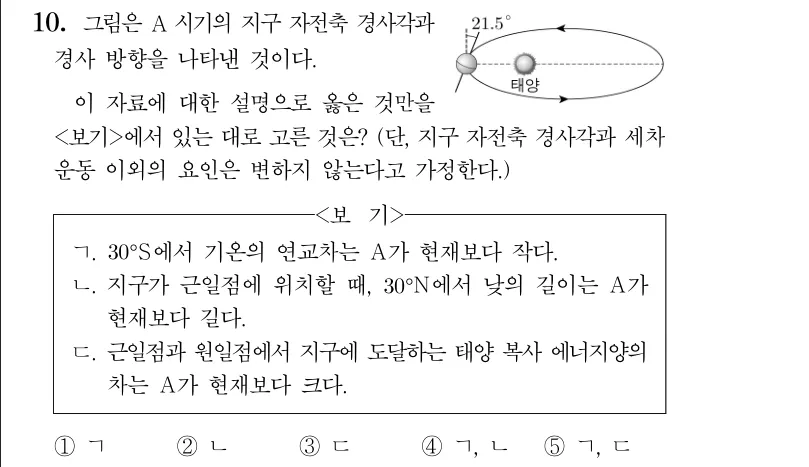 10. 그림은 A 시기의 지구 자전축 경사각과
경사 방향을 나타낸 것이다.
21.5°
태양
이 자료에 대한 설명으로 옳은 것만을
<보기>에서 있는 대로 고른 것은? (단, 지구 자전축 경사각과 세차
운동 이외의 요인은 변하지 않는다고 가정한다.)
<보 기>
ㄱ. 30°S에서 기온의 연교차는 A가 현재보다 작다.
ㄴ. 지구가 근일점에 위치할 때, 30°N에서 낮의 길이는 A가
현재보다 길다.
ㄷ. 근일점과 원일점에서 지구에 도달하는 태양 복사 에너지양의
차는 A가 현재보다 크다.
① ㄱ ② ㄴ ③ ㄷ ④ ㄱ, ㄴ ⑤ ㄱ, ㄷ